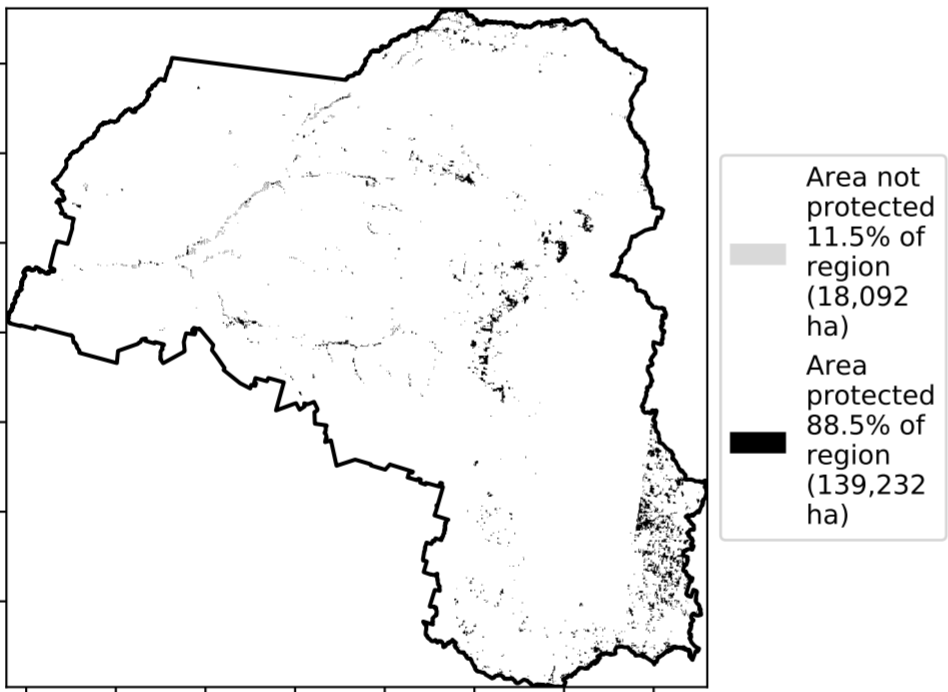 Area not
protected
11.5% of
region
(18,092
ha)
Area
protected
88.5% of
region
(139,232
ha)